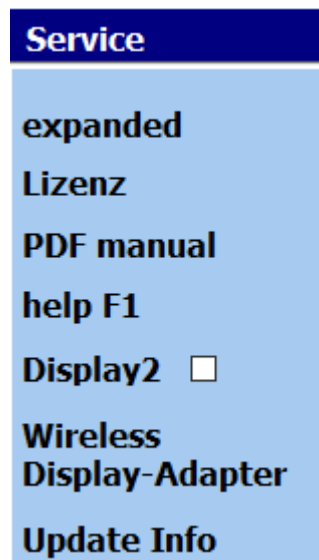 Service
expanded
Lizenz
PDF manual
help F1
Display2
Wireless
Display-Adapter
Update Info